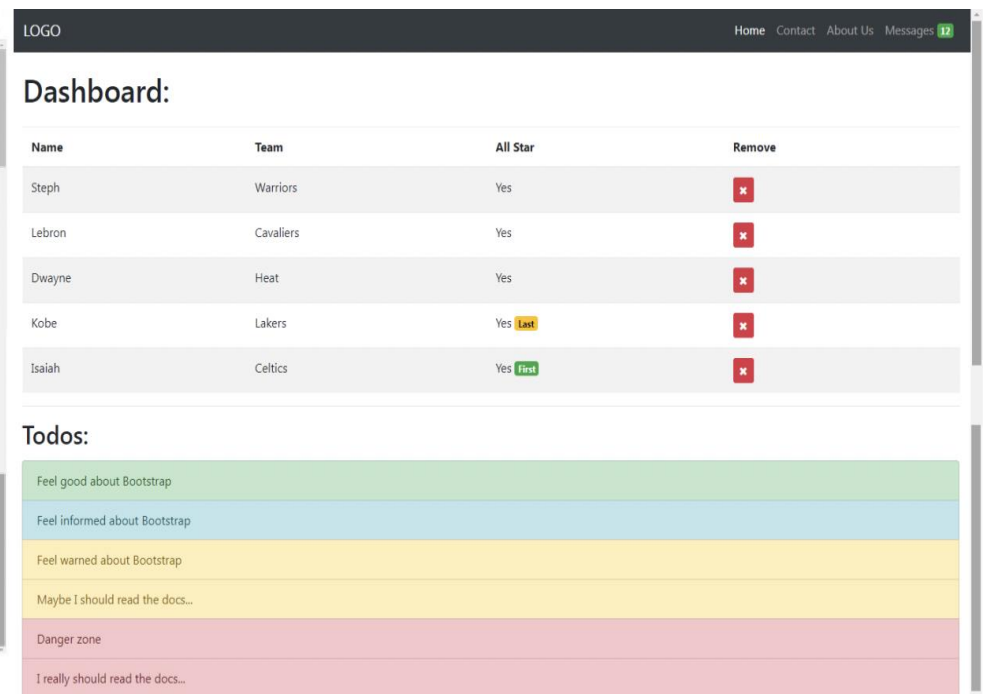 LOGO Home Contact About Us Messages 12
Dashboard:
Name Team All Star Remove
Steph Warriors Yes
Lebron Cavaliers Yes
Dwayne Heat Yes
Kobe Lakers Yes Last
Isaiah Celtics Yes First
Todos:
Feel good about Bootstrap
Feel informed about Bootstrap
Feel warned about Bootstrap
Maybe I should read the docs...
Danger zone
I really should read the docs...